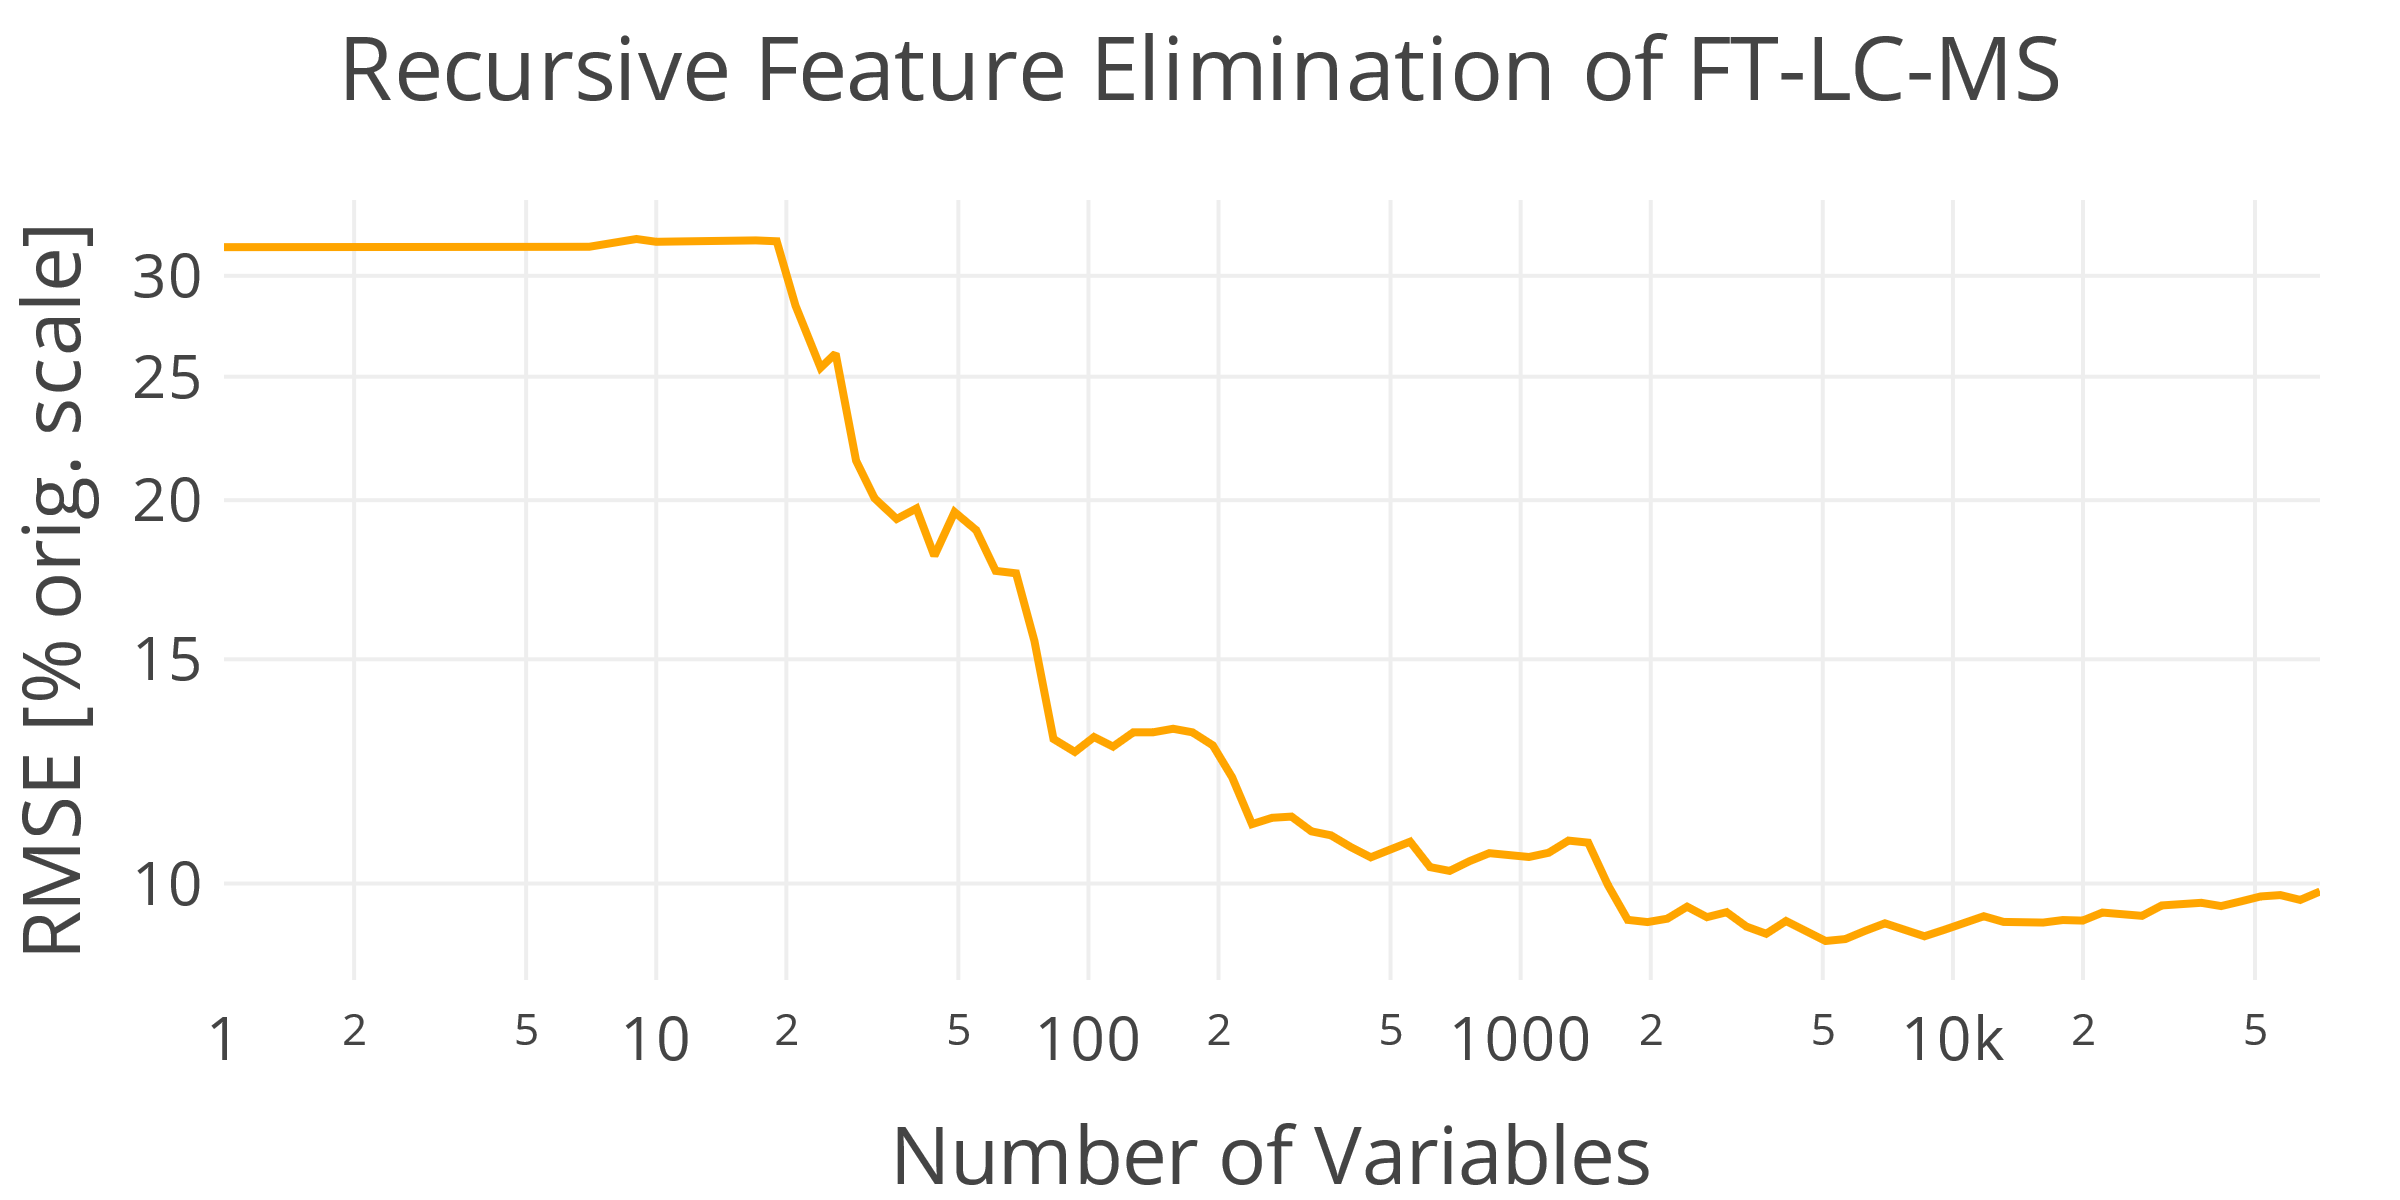 Recursive Feature Elimination of FT-LC-MS
RMSE [% orig. scale]
30
25
20
15
10
1 2 5 10 2 5 100 2 5 1000 2 5 10k 2 5
Number of Variables